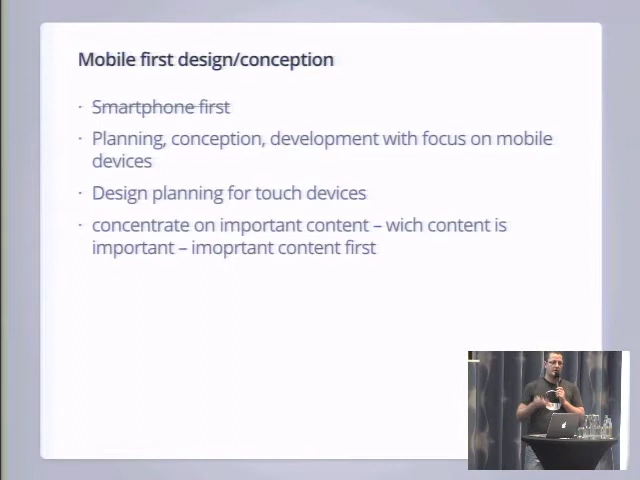 Mobile first design/conception
· Smartphone first
· Planning, conception, development with focus on mobile
devices
· Design planning for touch devices
· concentrate on important content – wich content is
important – imoprtant content first